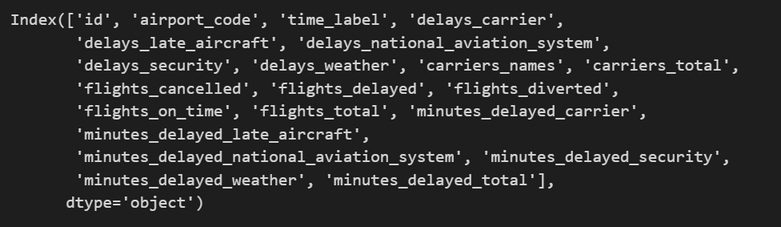 Index(['id', 'airport_code', 'time_label', 'delays_carrier',
'delays_late_aircraft', 'delays_national_aviation_system',
'delays_security', 'delays_weather', 'carriers_names', 'carriers_total',
'flights_cancelled', 'flights_delayed', 'flights_diverted',
'flights_on_time', 'flights_total', 'minutes_delayed_carrier',
'minutes_delayed_late_aircraft',
'minutes_delayed_national_aviation_system', 'minutes_delayed_security',
'minutes_delayed_weather', 'minutes_delayed_total'],
dtype='object')